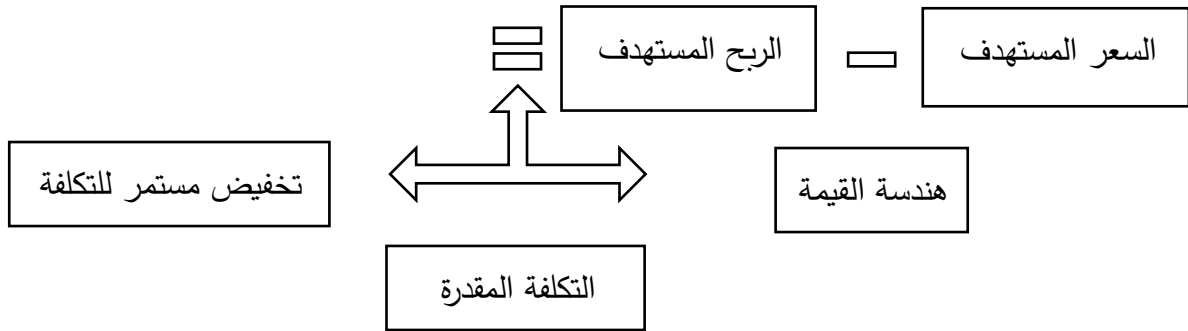 السعر المستهدف
الربح المستهدف
هندسة القيمة
تخفيض مستمر للتكلفة
التكلفة المقدرة